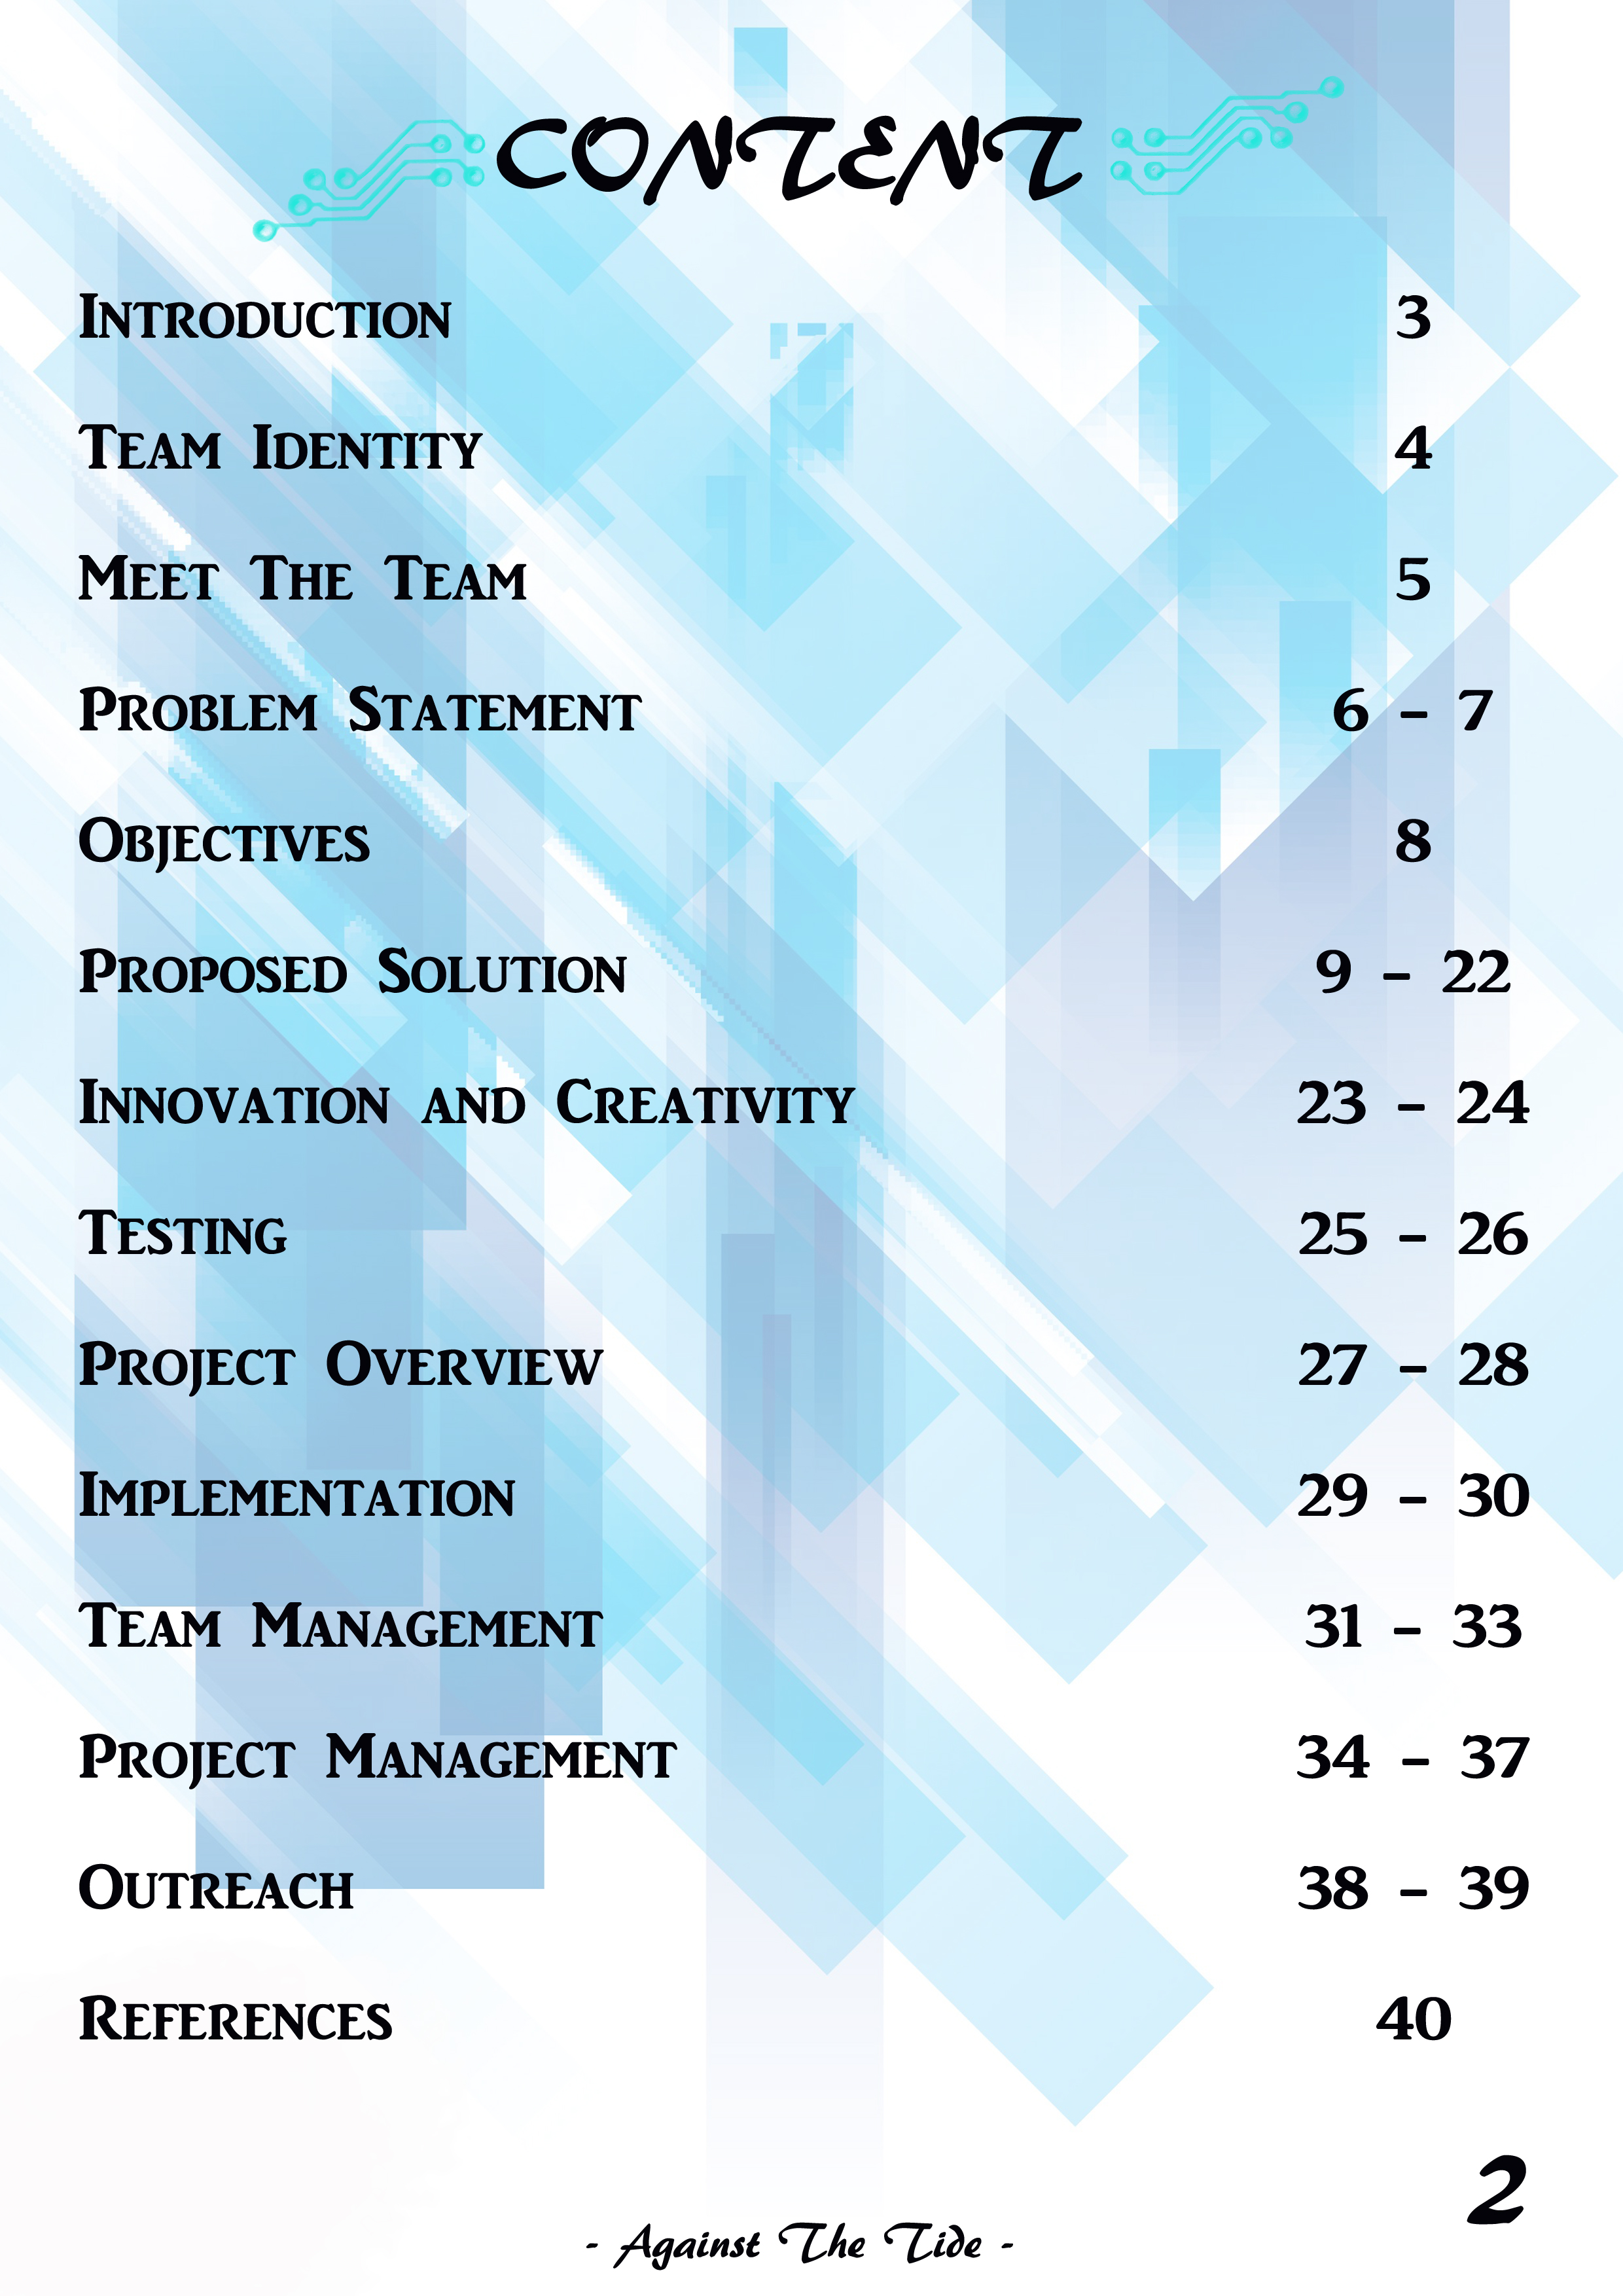 CONTENT
Introduction 3
Team Identity 4
Meet The Team 5
Problem Statement 6 - 7
Objectives 8
Proposed Solution 9 - 22
Innovation and Creativity 23 - 24
Testing 25 - 26
Project Overview 27 - 28
Implementation 29 - 30
Team Management 31 - 33
Project Management 34 - 37
Outreach 38 - 39
References 40
2
- Against The Tide -